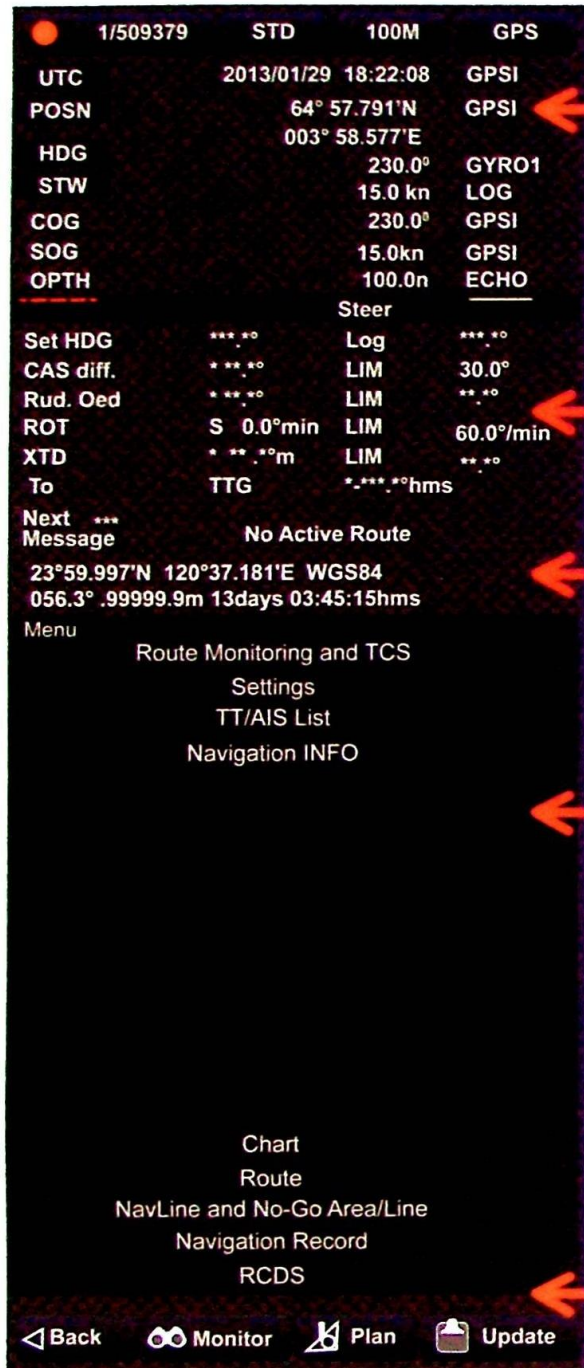 1/509379 STD 100M GPS
UTC 2013/01/29 18:22:08 GPSI
POSN 64° 57.791'N GPSI
003° 58.577'E
HDG 230.0° GYRO1
STW 15.0 kn LOG
COG 230.0° GPSI
SOG 15.0kn GPSI
OPTH 100.0n ECHO
Steer
Set HDG ***.*° Log ***.*°
CAS diff. * **.*° LIM 30.0°
Rud. Oed * **.*° LIM **.*°
ROT S 0.0°min LIM 60.0°/min
XTD * ** .*°m LIM **.*°
To TTG *-***.*°hms
Next ***
Message No Active Route
23°59.997'N 120°37.181'E WGS84
056.3° .99999.9m 13days 03:45:15hms
Menu
Route Monitoring and TCS
Settings
TT/AIS List
Navigation INFO
Chart
Route
NavLine and No-Go Area/Line
Navigation Record
RCDS
Back Monitor Plan Update